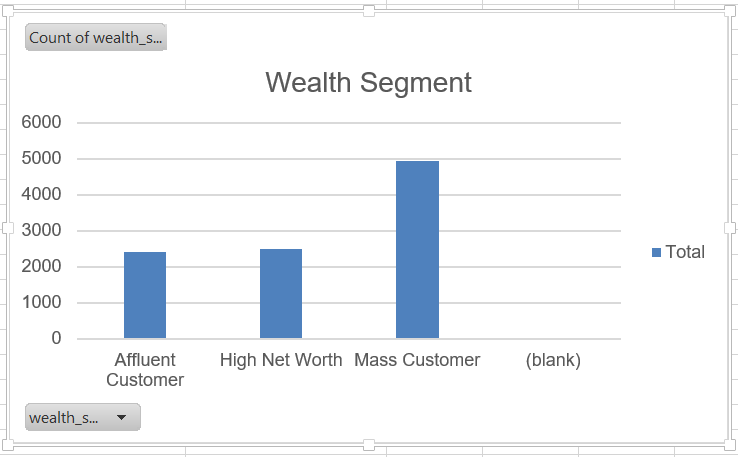 Count of wealth_s...
Wealth Segment
6000
5000
4000
3000
2000
1000
0
Affluent
Customer
High Net Worth
Mass Customer
(blank)
Total
wealth_s...